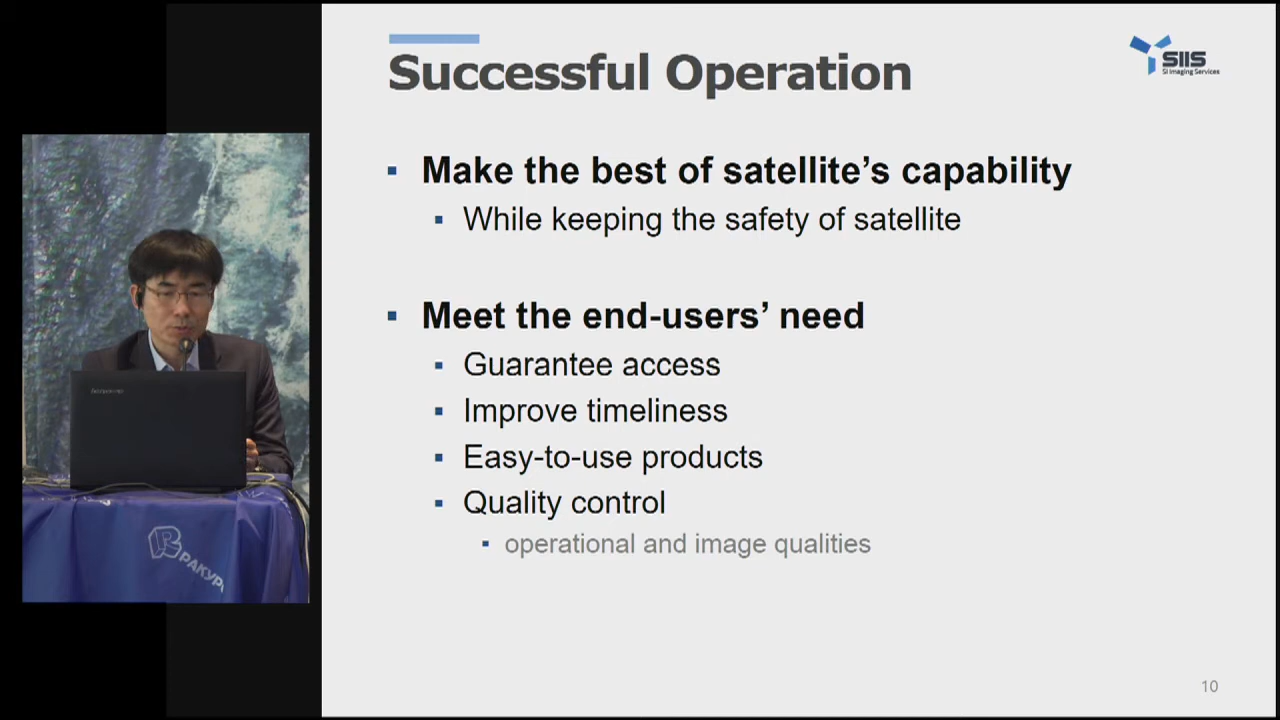 Successful Operation
SIIS
SI Imaging Services
▪ Make the best of satellite’s capability
▪ While keeping the safety of satellite
▪ Meet the end-users’ need
▪ Guarantee access
▪ Improve timeliness
▪ Easy-to-use products
▪ Quality control
▪ operational and image qualities
10